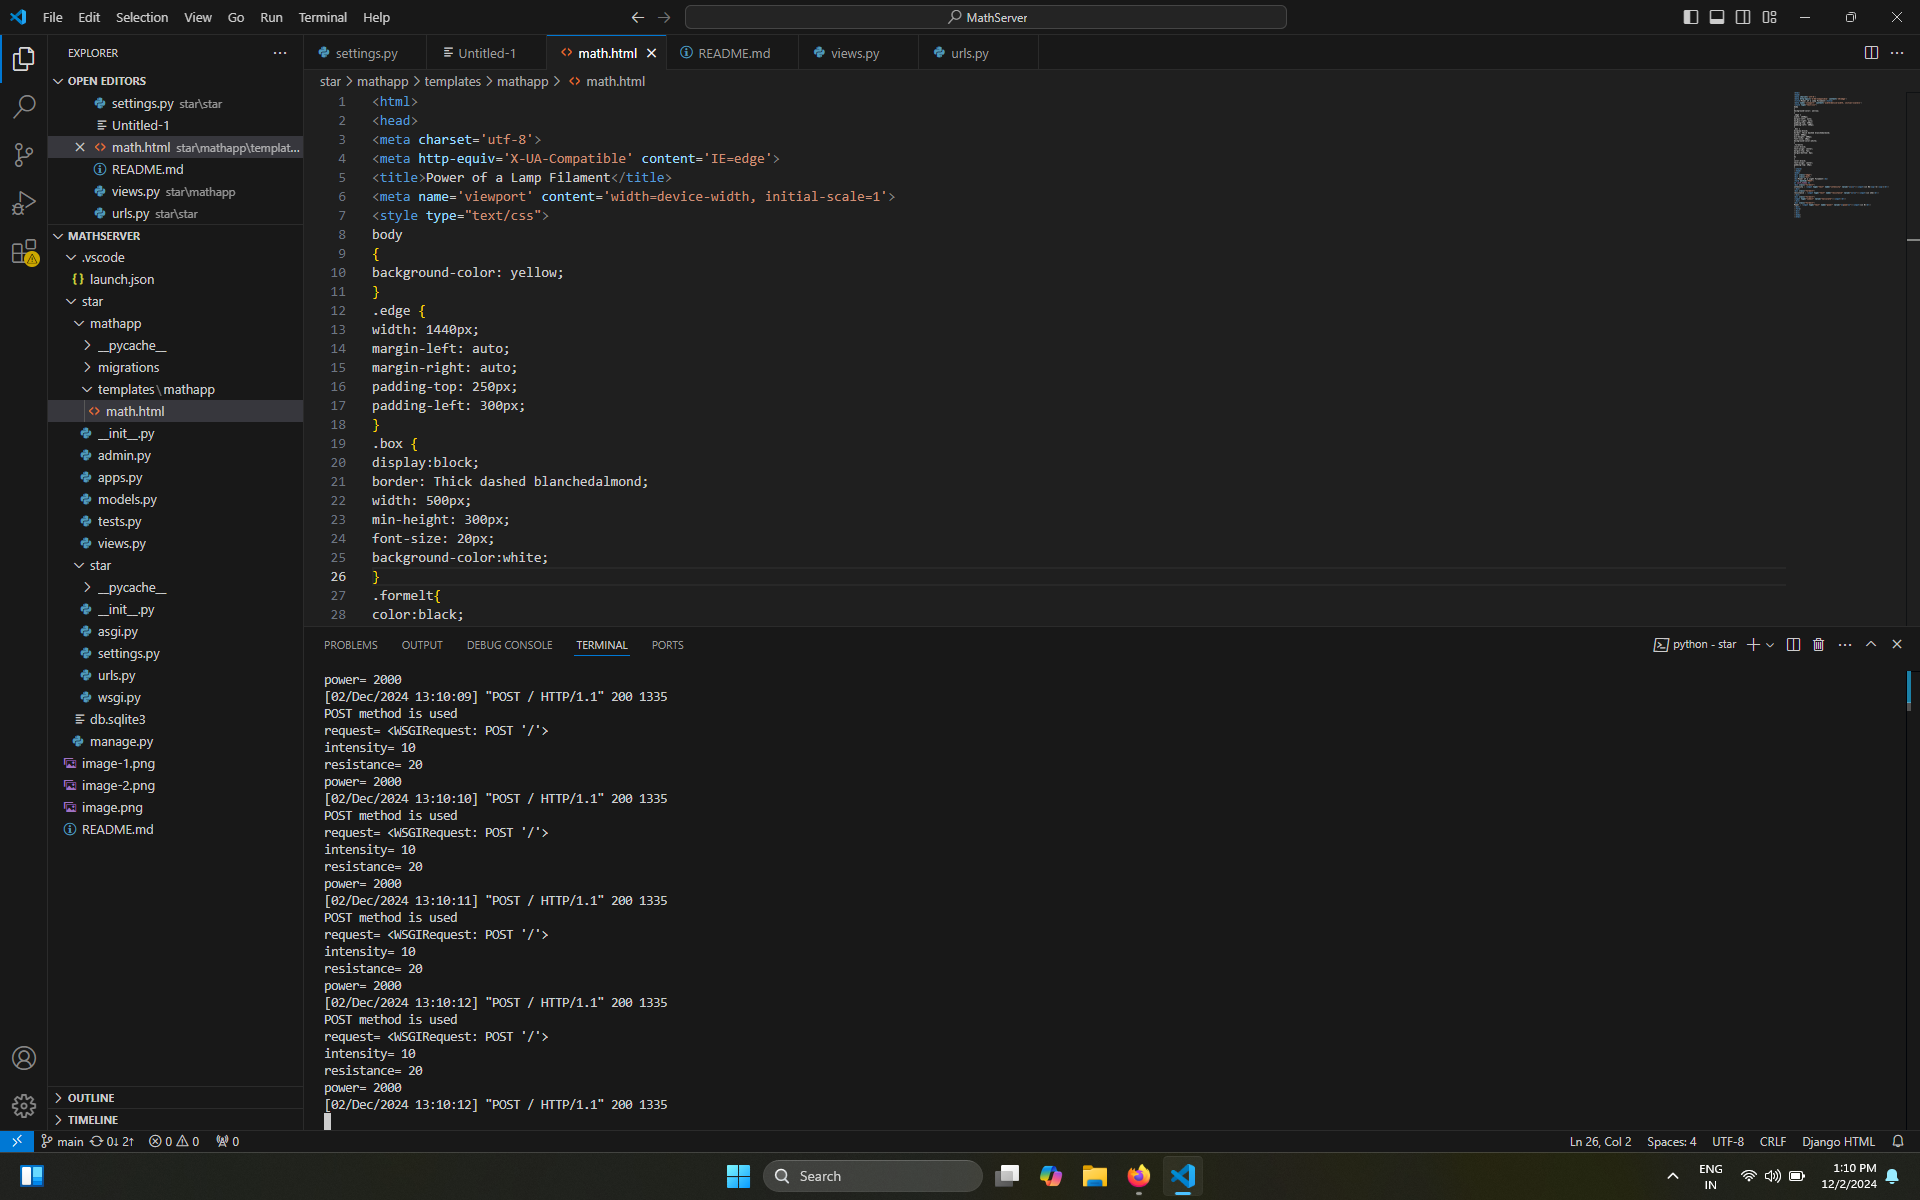 File Edit Selection View Go Run Terminal Help
MathServer
EXPLORER
settings.py Untitled-1 math.html README.md views.py urls.py
star > mathapp > templates > mathapp > math.html
OPEN EDITORS
settings.py star\star
Untitled-1
math.html star\mathapp\templat...
README.md
views.py star\mathapp
urls.py star\star
MATHSERVER
.vscode
launch.json
star
mathapp
__pycache__
migrations
templates\mathapp
math.html
__init__.py
admin.py
apps.py
models.py
tests.py
views.py
star
__pycache__
__init__.py
asgi.py
settings.py
urls.py
wsgi.py
db.sqlite3
manage.py
image-1.png
image-2.png
image.png
README.md
OUTLINE
TIMELINE
1 <html>
2 <head>
3 <meta charset='utf-8'>
4 <meta http-equiv='X-UA-Compatible' content='IE=edge'>
5 <title>Power of a Lamp Filament</title>
6 <meta name='viewport' content='width=device-width, initial-scale=1'>
7 <style type="text/css">
8 body
9 {
10 background-color: yellow;
11 }
12 .edge {
13 width: 1440px;
14 margin-left: auto;
15 margin-right: auto;
16 padding-top: 250px;
17 padding-left: 300px;
18 }
19 .box {
20 display:block;
21 border: Thick dashed blanchedalmond;
22 width: 500px;
23 min-height: 300px;
24 font-size: 20px;
25 background-color:white;
26 }
27 .formelt{
28 color:black;
PROBLEMS OUTPUT DEBUG CONSOLE TERMINAL PORTS
python - star
power= 2000
[02/Dec/2024 13:10:09] "POST / HTTP/1.1" 200 1335
POST method is used
request= <WSGIRequest: POST '/'>
intensity= 10
resistance= 20
power= 2000
[02/Dec/2024 13:10:10] "POST / HTTP/1.1" 200 1335
POST method is used
request= <WSGIRequest: POST '/'>
intensity= 10
resistance= 20
power= 2000
[02/Dec/2024 13:10:11] "POST / HTTP/1.1" 200 1335
POST method is used
request= <WSGIRequest: POST '/'>
intensity= 10
resistance= 20
power= 2000
[02/Dec/2024 13:10:12] "POST / HTTP/1.1" 200 1335
POST method is used
request= <WSGIRequest: POST '/'>
intensity= 10
resistance= 20
power= 2000
[02/Dec/2024 13:10:12] "POST / HTTP/1.1" 200 1335
main 0↓ 2↑ 0 0 0
Ln 26, Col 2 Spaces: 4 UTF-8 CRLF Django HTML
Search
ENG
IN
1:10 PM
12/2/2024